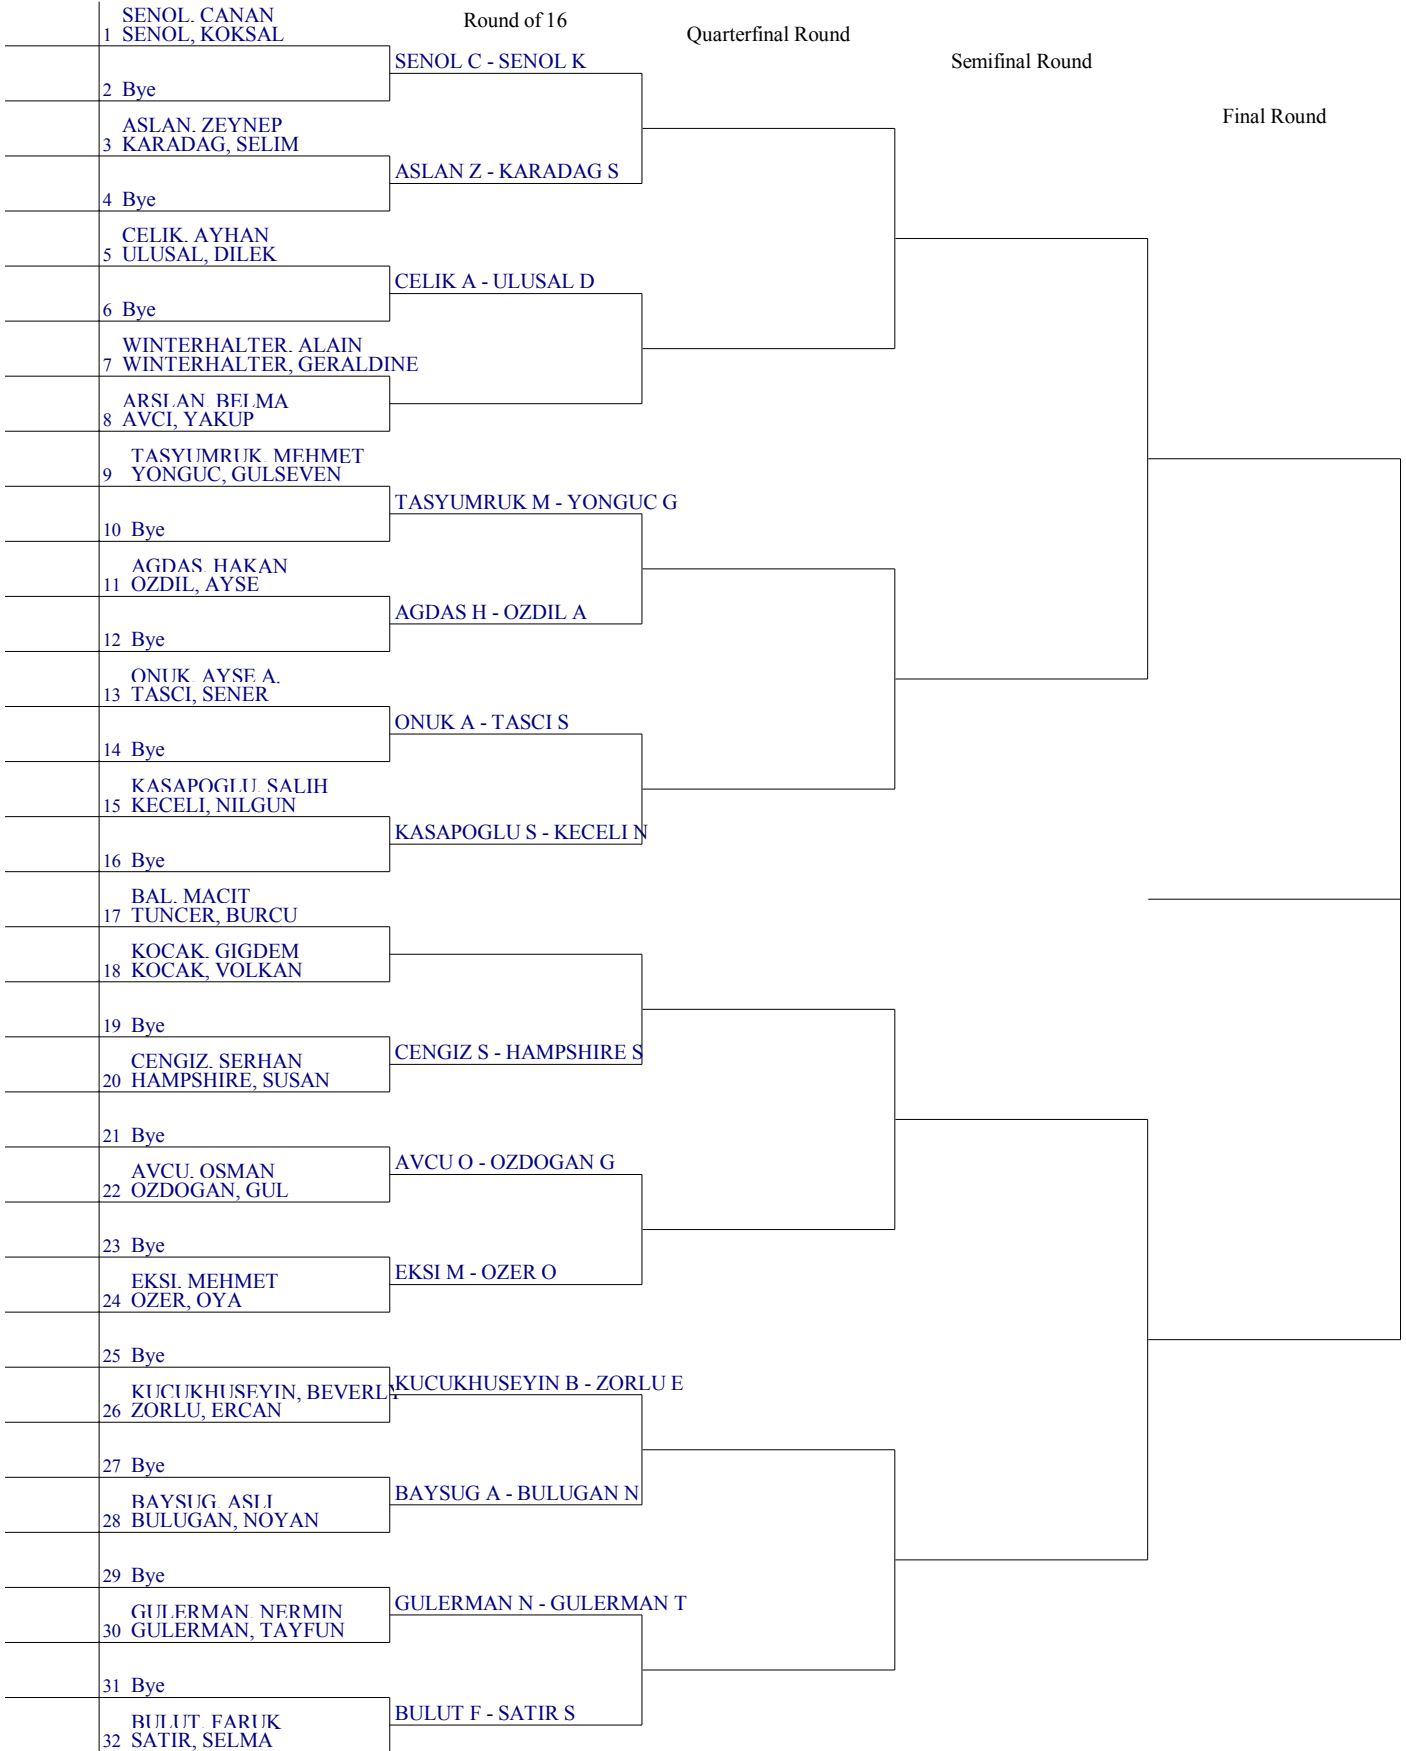 SENOL, CANAN
1 SENOL, KOKSAL
Round of 16
Quarterfinal Round
Semifinal Round
Final Round
SENOL C - SENOL K
2 Bye
ASLAN, ZEYNEP
3 KARADAG, SELIM
ASLAN Z - KARADAG S
4 Bye
CELIK, AYHAN
5 ULUSAL, DILEK
CELIK A - ULUSAL D
6 Bye
WINTERHALTER, ALAIN
7 WINTERHALTER, GERALDINE
ARSLAN, BELMA
8 AVCI, YAKUP
TASYUMRUK, MEHMET
9 YONGUC, GULSEVEN
TASYUMRUK M - YONGUC G
10 Bye
AGDAS, HAKAN
11 OZDIL, AYSE
AGDAS H - OZDIL A
12 Bye
ONUK, AYSE A.
13 TASCI, SENER
ONUK A - TASCI S
14 Bye
KASAPOGLU, SALIH
15 KECELI, NILGUN
KASAPOGLU S - KECELI N
16 Bye
BAL, MACIT
17 TUNCER, BURCU
KOCAK, GIGDEM
18 KOCAK, VOLKAN
19 Bye
CENGIZ S - HAMPSHIRE S
CENGIZ, SERHAN
20 HAMPSHIRE, SUSAN
21 Bye
AVCU O - OZDOGAN G
AVCU, OSMAN
22 OZDOGAN, GUL
23 Bye
EKSI M - OZER O
EKSI, MEHMET
24 OZER, OYA
25 Bye
KUCUKHUSEYIN B - ZORLU E
KUCUKHUSEYIN, BEVERLY
26 ZORLU, ERCAN
27 Bye
BAYSUG A - BULUGAN N
BAYSUG, ASLI
28 BULUGAN, NOYAN
29 Bye
GULERMAN N - GULERMAN T
GULERMAN, NERMIN
30 GULERMAN, TAYFUN
31 Bye
BULUT F - SATIR S
BULUT, FARUK
32 SATIR, SELMA